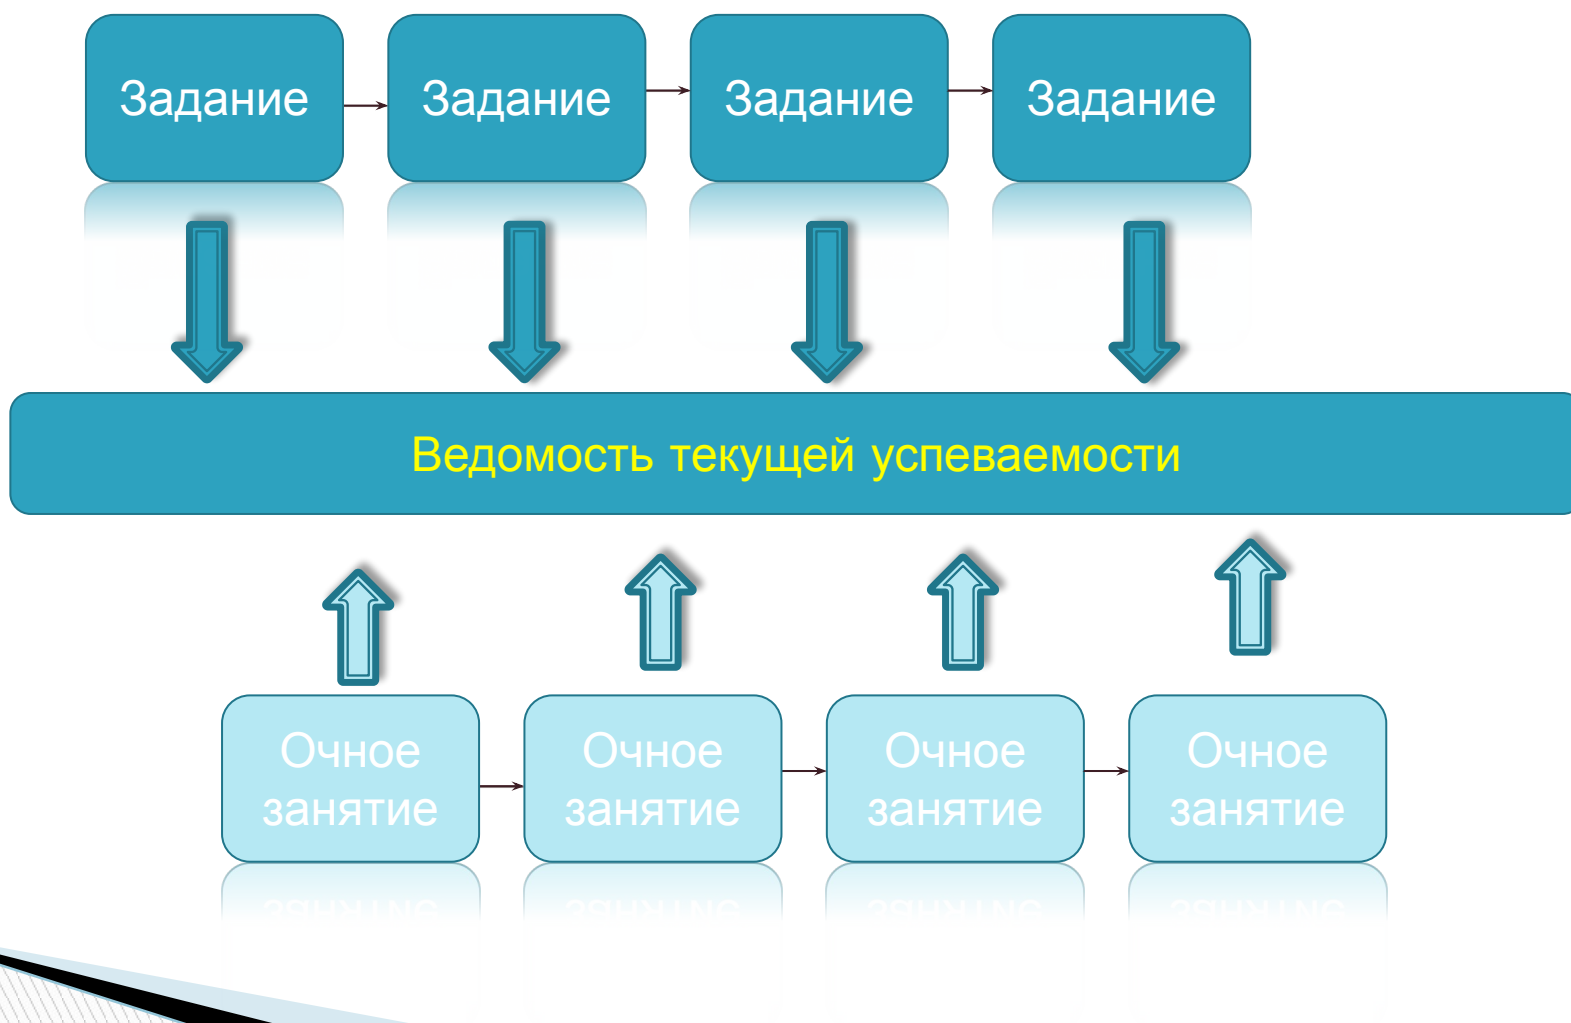 Задание
Задание
Задание
Задание
Ведомость текущей успеваемости
Очное
занятие
Очное
занятие
Очное
занятие
Очное
занятие